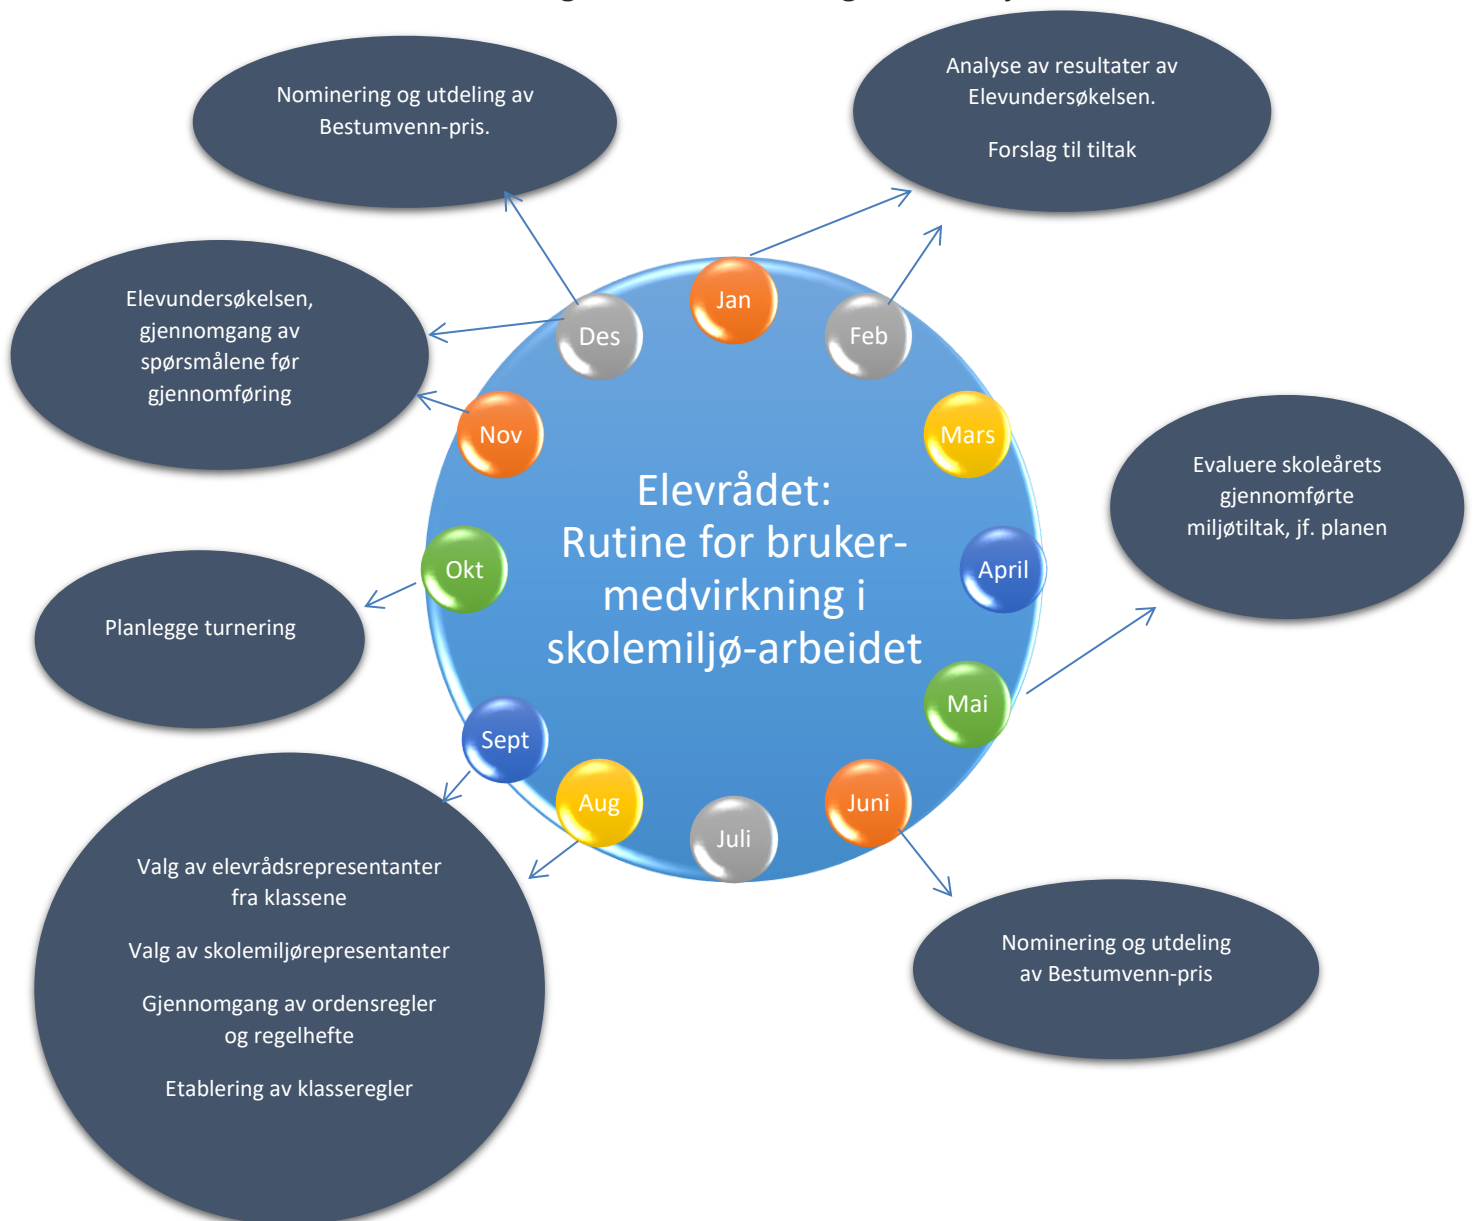 Nominering og utdeling av
Bestumvenn-pris.
Analyse av resultater av
Elevundersøkelsen.
Forslag til tiltak
Elevundersøkelsen,
gjennomgang av
spørsmålene før
gjennomføring
Jan
Des
Feb
Nov
Mars
Evaluere skoleårets
gjennomførte
miljøtiltak, jf. planen
Elevrådet:
Rutine for bruker-
medvirkning i
skolemiljø-arbeidet
Okt
April
Planlegge turnering
Mai
Sept
Aug
Juni
Juli
Valg av elevrådsrepresentanter
fra klassene
Valg av skolemiljørepresentanter
Gjennomgang av ordensregler
og regelhefte
Etablering av klasseregler
Nominering og utdeling
av Bestumvenn-pris